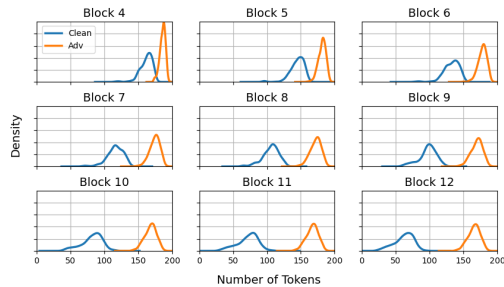 Block 4
Block 5
Block 6
Clean
Adv
Block 7
Block 8
Block 9
Density
Block 10
Block 11
Block 12
0 50 100 150 200
0 50 100 150 200
0 50 100 150 200
Number of Tokens